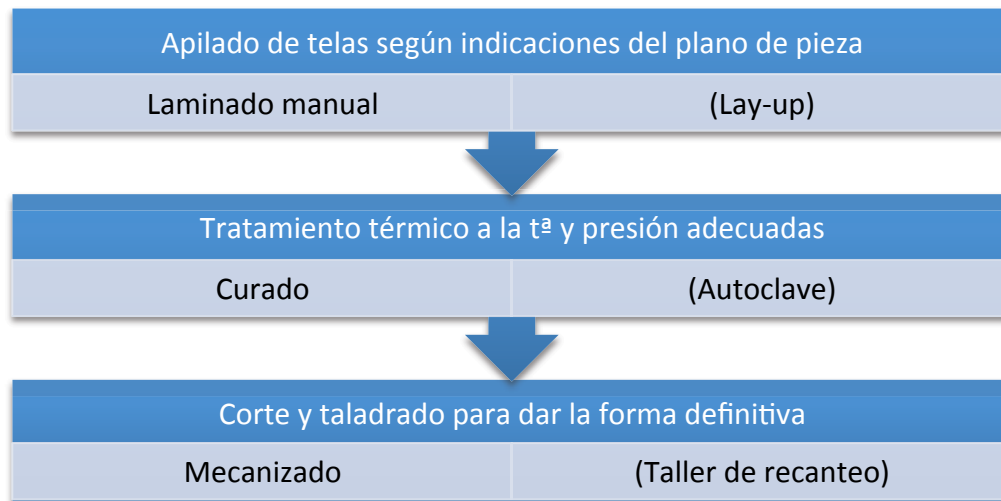 Apilado de telas según indicaciones del plano de pieza
Laminado manual (Lay-up)
Tratamiento térmico a la tª y presión adecuadas
Curado (Autoclave)
Corte y taladrado para dar la forma definitiva
Mecanizado (Taller de recanteo)